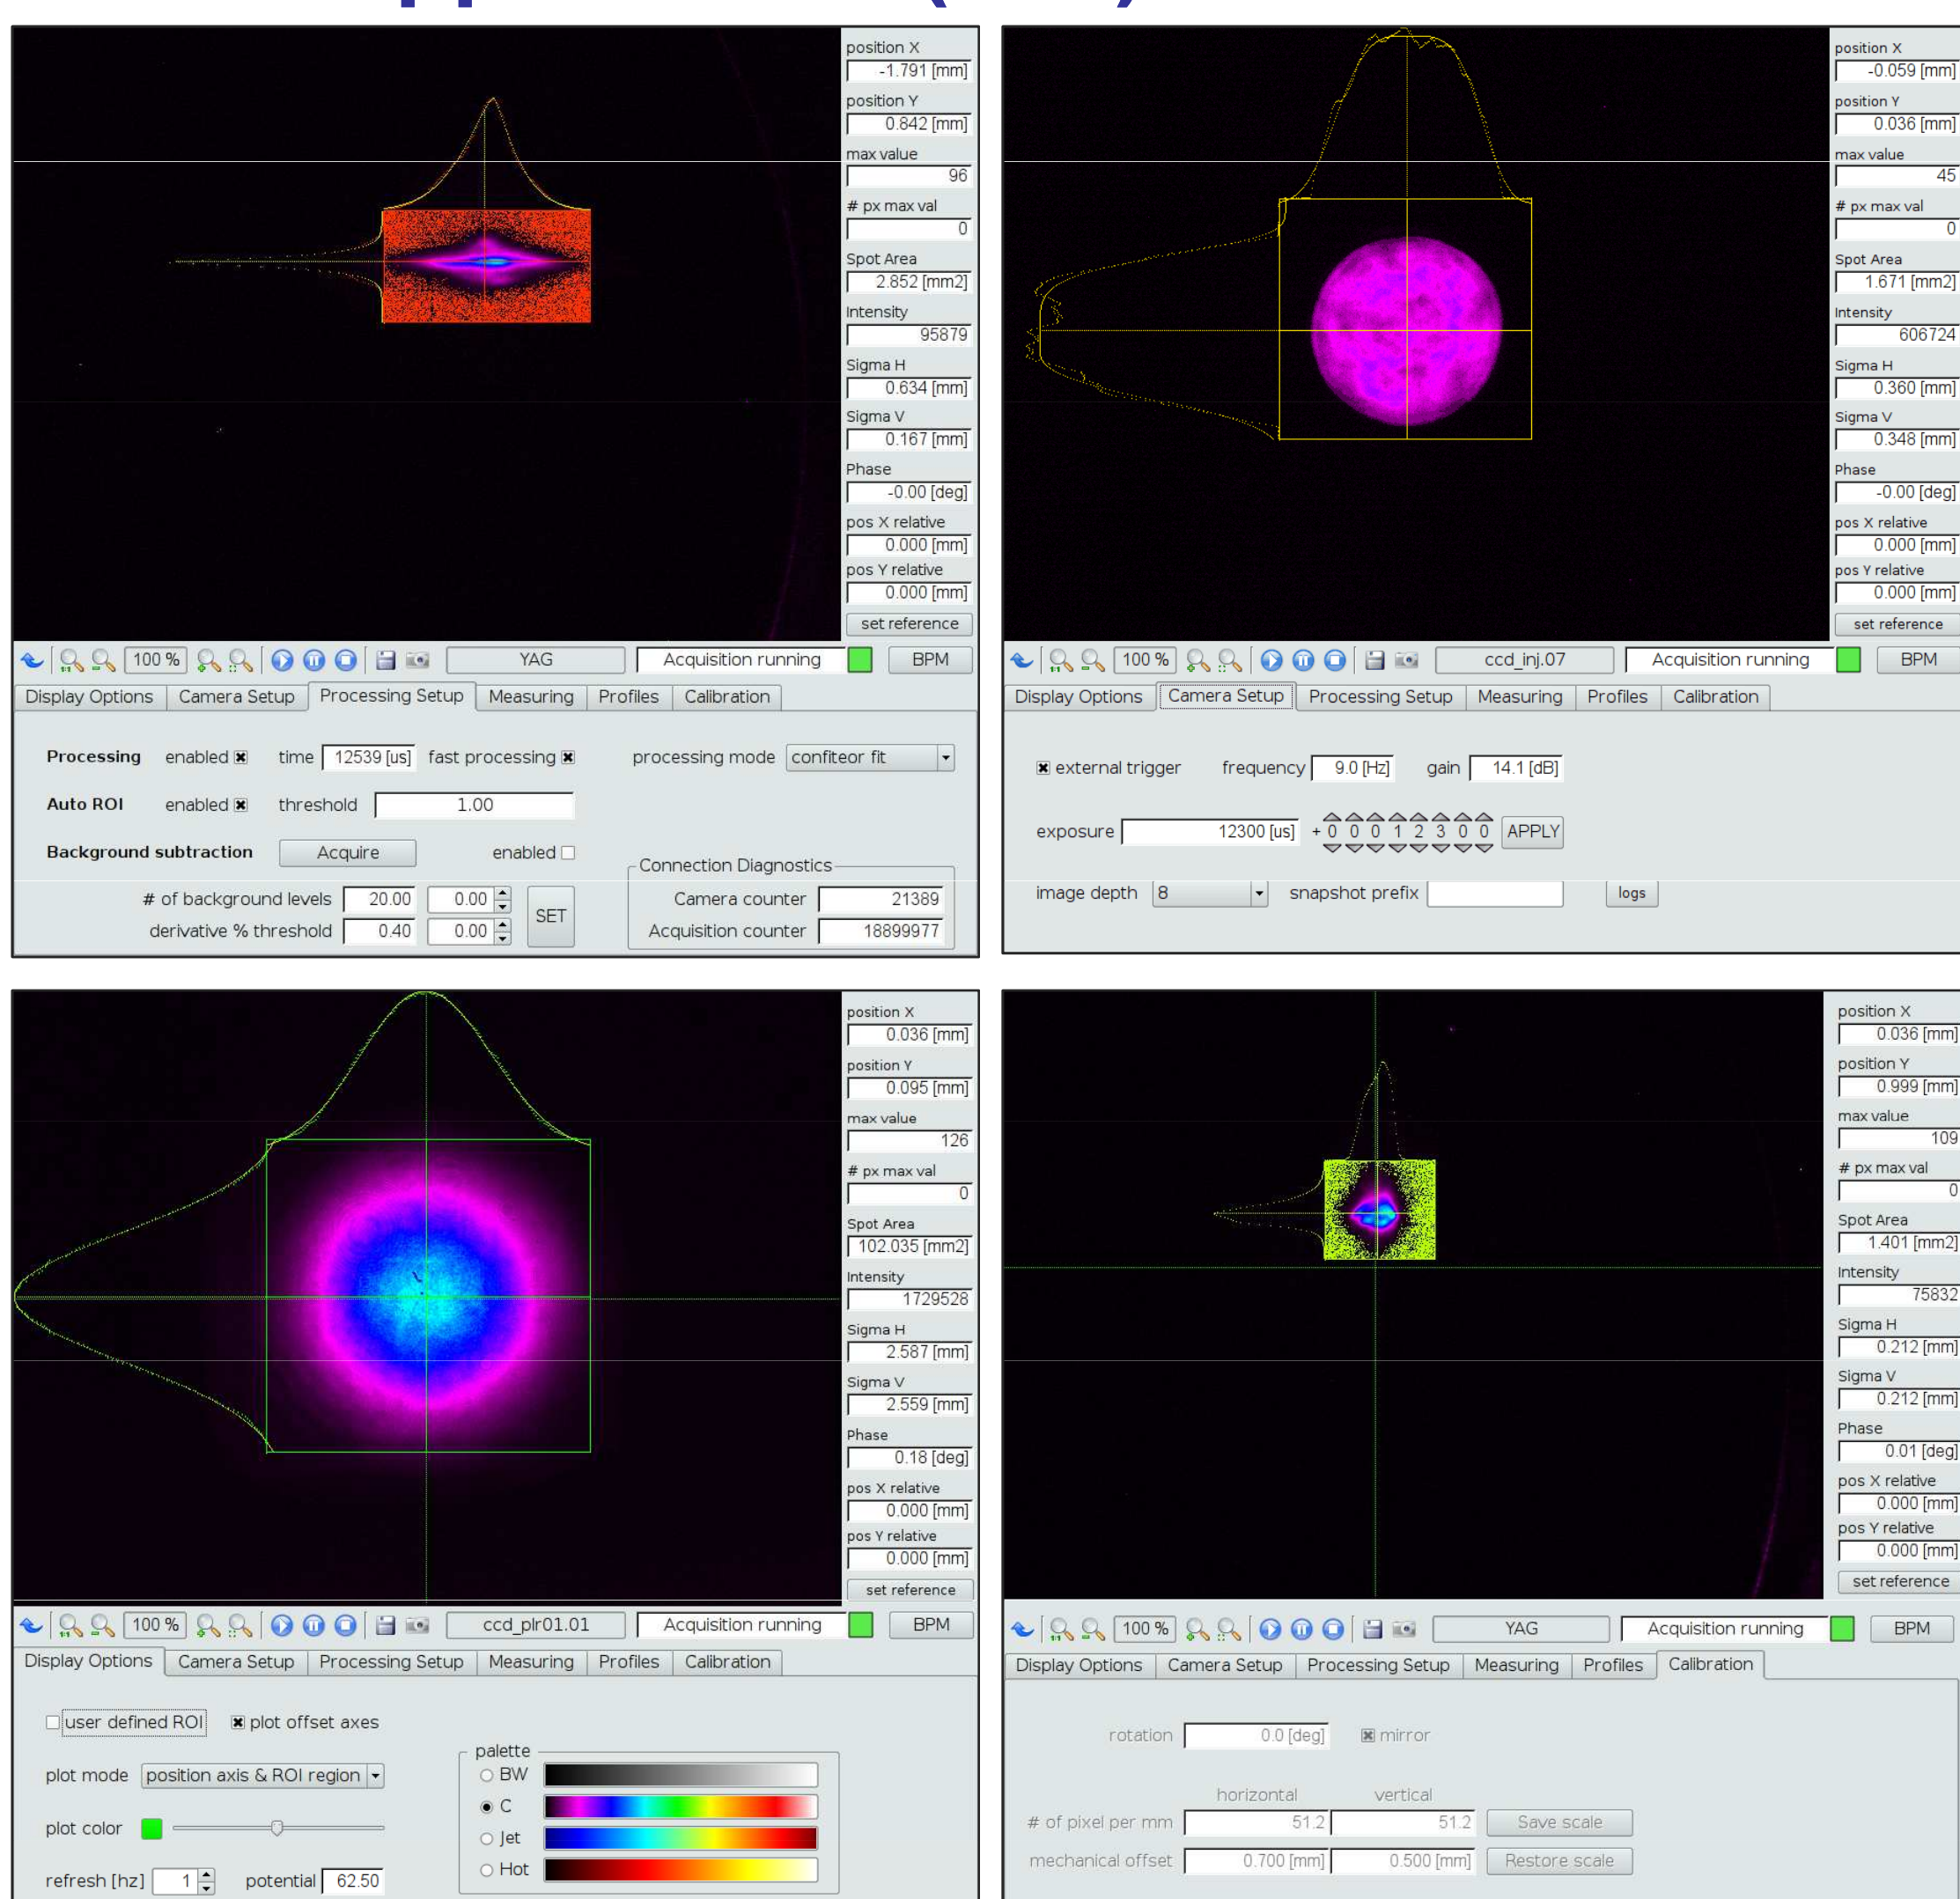 position X
-1.791 [mm]
position Y
0.842 [mm]
max value
96
# px max val
0
Spot Area
2.852 [mm2]
Intensity
95879
Sigma H
0.634 [mm]
Sigma V
0.167 [mm]
Phase
-0.00 [deg]
pos X relative
0.000 [mm]
pos Y relative
0.000 [mm]
set reference
1:1 100 % YAG Acquisition running BPM
Display Options Camera Setup Processing Setup Measuring Profiles Calibration
Processing enabled time 12539 [us] fast processing processing mode confiteor fit
Auto ROI enabled threshold 1.00
Background subtraction Acquire enabled
Connection Diagnostics
# of background levels 20.00 0.00 SET Camera counter 21389
derivative % threshold 0.40 0.00 Acquisition counter 18899977
position X
-0.059 [mm]
position Y
0.036 [mm]
max value
45
# px max val
0
Spot Area
1.671 [mm2]
Intensity
606724
Sigma H
0.360 [mm]
Sigma V
0.348 [mm]
Phase
-0.00 [deg]
pos X relative
0.000 [mm]
pos Y relative
0.000 [mm]
set reference
1:1 100 % ccd_inj.07 Acquisition running BPM
Display Options Camera Setup Processing Setup Measuring Profiles Calibration
external trigger frequency 9.0 [Hz] gain 14.1 [dB]
exposure 12300 [us] + 0 0 0 1 2 3 0 0 APPLY
image depth 8 snapshot prefix logs
position X
0.036 [mm]
position Y
0.095 [mm]
max value
126
# px max val
0
Spot Area
102.035 [mm2]
Intensity
1729528
Sigma H
2.587 [mm]
Sigma V
2.559 [mm]
Phase
0.18 [deg]
pos X relative
0.000 [mm]
pos Y relative
0.000 [mm]
set reference
1:1 100 % ccd_plr01.01 Acquisition running BPM
Display Options Camera Setup Processing Setup Measuring Profiles Calibration
user defined ROI plot offset axes
palette
plot mode position axis & ROI region BW
C
plot color Jet
Hot
refresh [hz] 1 potential 62.50
position X
0.036 [mm]
position Y
0.999 [mm]
max value
109
# px max val
0
Spot Area
1.401 [mm2]
Intensity
75832
Sigma H
0.212 [mm]
Sigma V
0.212 [mm]
Phase
0.01 [deg]
pos X relative
0.000 [mm]
pos Y relative
0.000 [mm]
set reference
1:1 100 % YAG Acquisition running BPM
Display Options Camera Setup Processing Setup Measuring Profiles Calibration
rotation 0.0 [deg] mirror
horizontal vertical
# of pixel per mm 51.2 51.2 Save scale
mechanical offset 0.700 [mm] 0.500 [mm] Restore scale